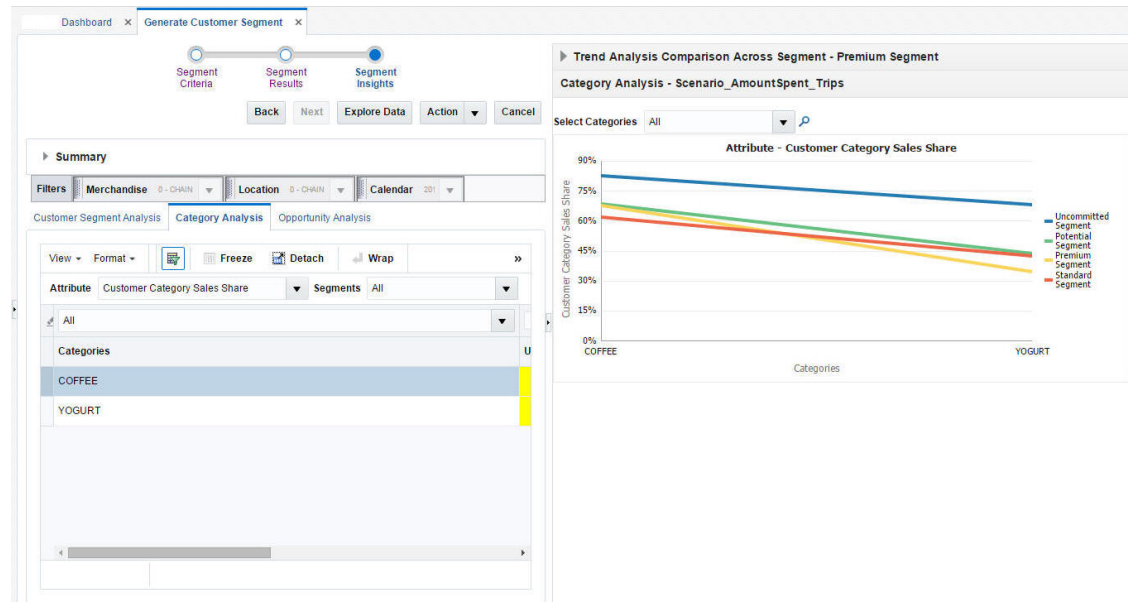 Dashboard × Generate Customer Segment ×
Segment Criteria
Segment Results
Segment Insights
Back Next Explore Data Action Cancel
Summary
Filters Merchandise 0 - CHAIN Location 0 - CHAIN Calendar 201
Customer Segment Analysis Category Analysis Opportunity Analysis
View Format Freeze Detach Wrap »
Attribute Customer Category Sales Share Segments All
All
Categories U
COFFEE
YOGURT
Trend Analysis Comparison Across Segment - Premium Segment
Category Analysis - Scenario_AmountSpent_Trips
Select Categories All
Attribute - Customer Category Sales Share
Customer Category Sales Share
90%
75%
60%
45%
30%
15%
0%
COFFEE YOGURT
Categories
Uncommitted
Segment
Potential
Segment
Premium
Segment
Standard
Segment